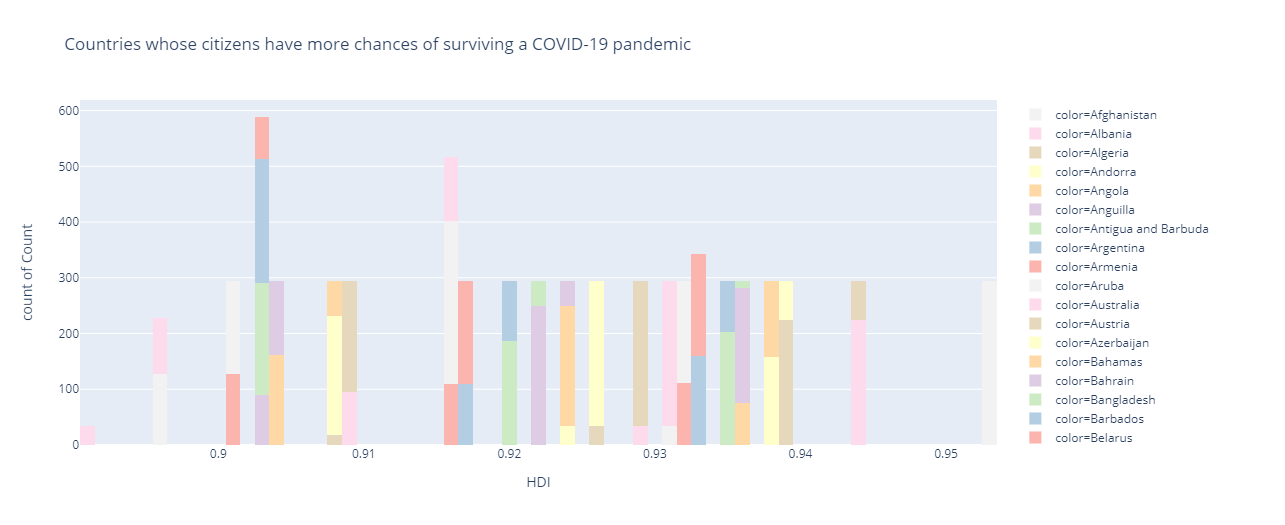 Countries whose citizens have more chances of surviving a COVID-19 pandemic
600
500
400
300
200
100
0
count of Count
0.9
0.91
0.92
0.93
0.94
0.95
HDI
color=Afghanistan
color=Albania
color=Algeria
color=Andorra
color=Angola
color=Anguilla
color=Antigua and Barbuda
color=Argentina
color=Armenia
color=Aruba
color=Australia
color=Austria
color=Azerbaijan
color=Bahamas
color=Bahrain
color=Bangladesh
color=Barbados
color=Belarus